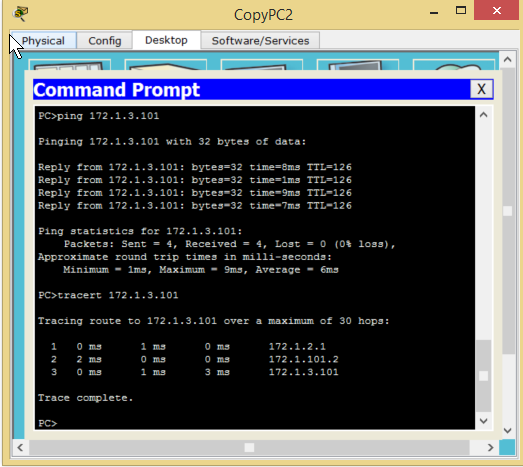 CopyPC2
Physical Config Desktop Software/Services
Command Prompt X
PC>ping 172.1.3.101
Pinging 172.1.3.101 with 32 bytes of data:
Reply from 172.1.3.101: bytes=32 time=8ms TTL=126
Reply from 172.1.3.101: bytes=32 time=1ms TTL=126
Reply from 172.1.3.101: bytes=32 time=9ms TTL=126
Reply from 172.1.3.101: bytes=32 time=7ms TTL=126
Ping statistics for 172.1.3.101:
Packets: Sent = 4, Received = 4, Lost = 0 (0% loss),
Approximate round trip times in milli-seconds:
Minimum = 1ms, Maximum = 9ms, Average = 6ms
PC>tracert 172.1.3.101
Tracing route to 172.1.3.101 over a maximum of 30 hops:
1 0 ms 1 ms 0 ms 172.1.2.1
2 2 ms 0 ms 0 ms 172.1.101.2
3 0 ms 1 ms 3 ms 172.1.3.101
Trace complete.
PC>